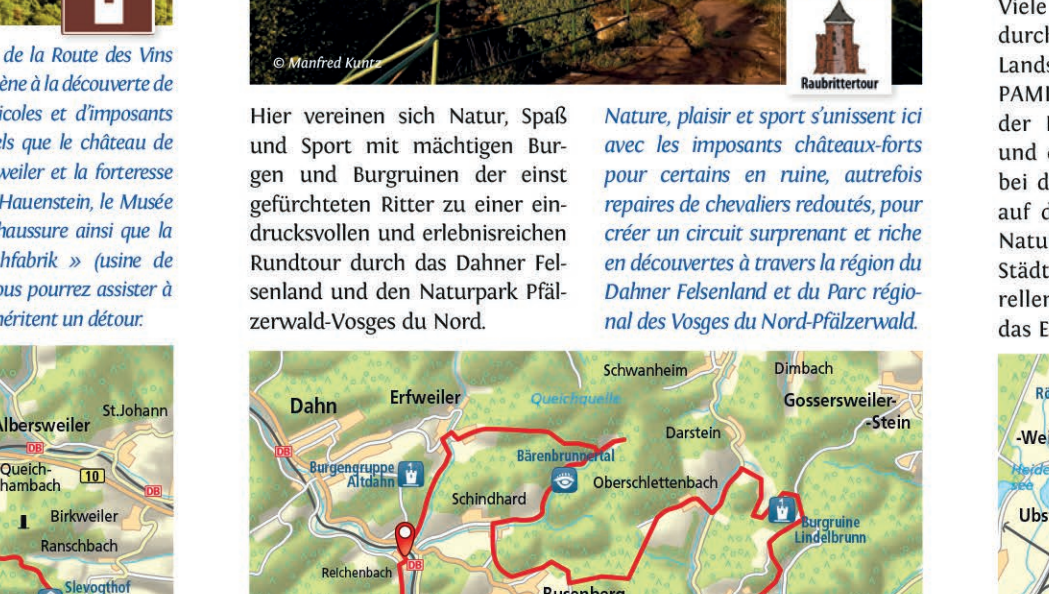 de la Route des Vins
ène à la découverte de
icoles et d'imposants
els que le château de
weiler et la forteresse
Hauenstein, le Musée
haussure ainsi que la
hfabrik » (usine de
ous pourrez assister à
méritent un détour.
St.Johann
Albersweiler
DB
Queich-
hambach
10
DB
Birkweiler
Ranschbach
Slevogthof
© Manfred Kuntz
Raubrittertour
Hier vereinen sich Natur, Spaß
und Sport mit mächtigen Bur-
gen und Burgruinen der einst
gefürchteten Ritter zu einer ein-
drucksvollen und erlebnisreichen
Rundtour durch das Dahner Fel-
senland und den Naturpark Pfäl-
zerwald-Vosges du Nord.
Nature, plaisir et sport s'unissent ici
avec les imposants châteaux-forts
pour certains en ruine, autrefois
repaires de chevaliers redoutés, pour
créer un circuit surprenant et riche
en découvertes à travers la région du
Dahner Felsenland et du Parc régio-
nal des Vosges du Nord-Pfälzerwald.
Schwanheim
Dimbach
Dahn
Erfweiler
Queichquelle
Gossersweiler-
-Stein
Darstein
DB
Bärenbrunnertal
Burgengruppe
Altdahn
Schindhard
Oberschlettenbach
Burgruine
Lindelbrunn
Reichenbach
DB
Busenberg
Viele
durch
Lands
PAMI
der
und
bei d
auf d
Natu
Städt
reller
das E
Rö
-Wei
Heide
see
Ubs